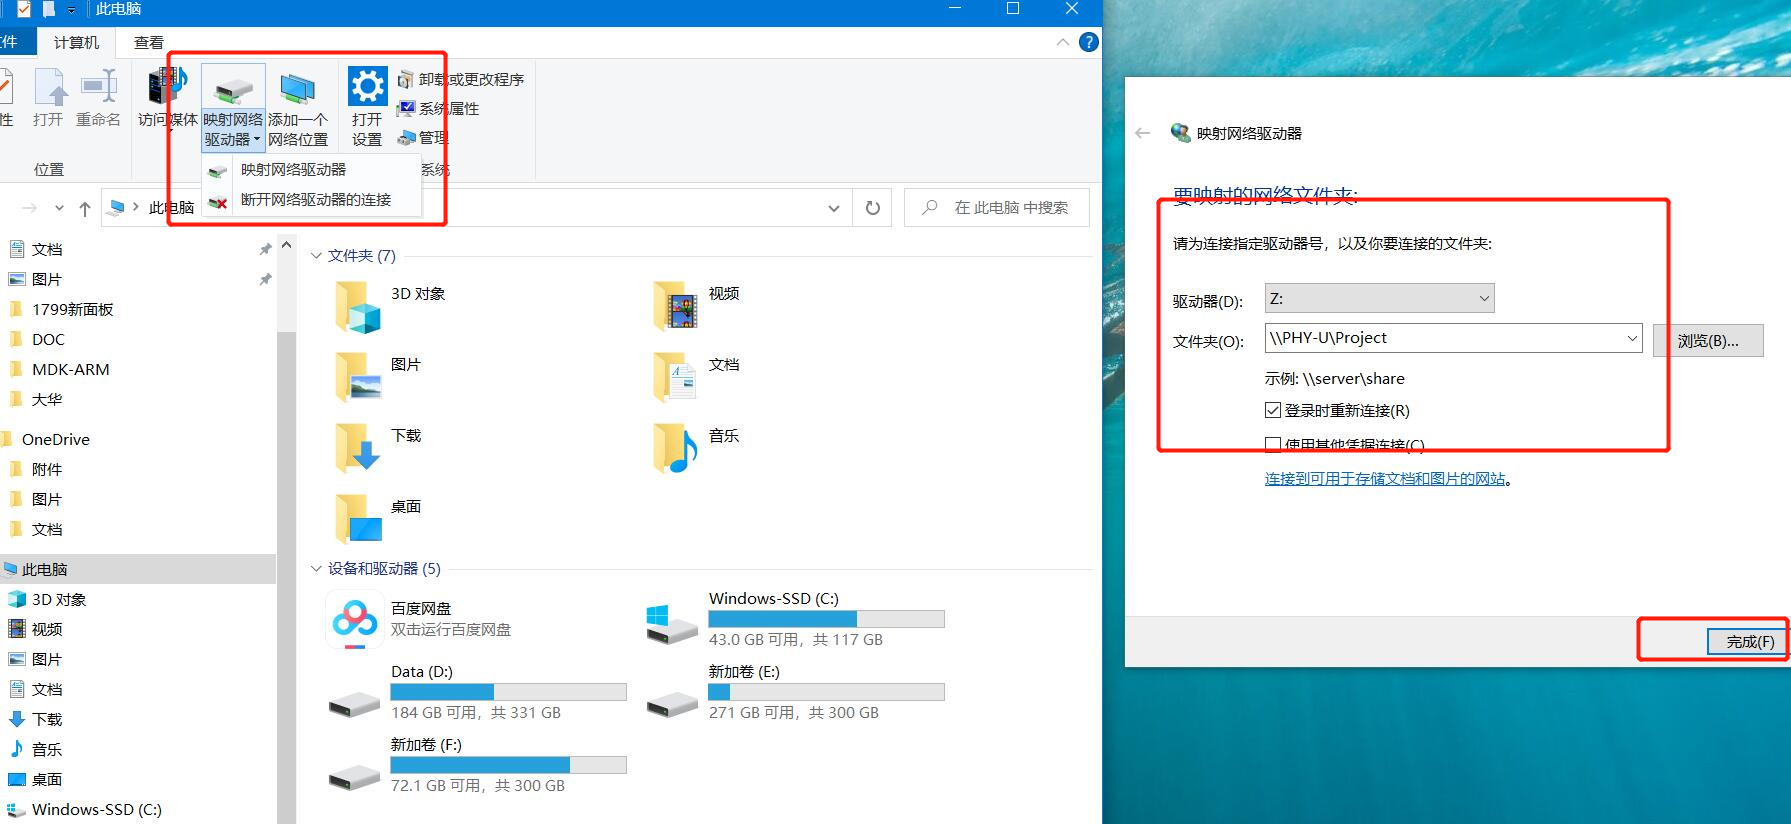 此电脑
文件
计算机
查看
性
打开
重命名
访问媒体
映射网络
驱动器
添加一个
网络位置
打开
设置
卸载或更改程序
系统属性
管理
位置
系统
映射网络驱动器
断开网络驱动器的连接
此电脑
在 此电脑 中搜索
文档
图片
1799新面板
DOC
MDK-ARM
大华
OneDrive
附件
图片
文档
此电脑
3D 对象
视频
图片
文档
下载
音乐
桌面
Windows-SSD (C:)
文件夹 (7)
3D 对象
视频
图片
文档
下载
音乐
桌面
设备和驱动器 (5)
百度网盘
双击运行百度网盘
Windows-SSD (C:)
43.0 GB 可用，共 117 GB
Data (D:)
184 GB 可用，共 331 GB
新加卷 (E:)
271 GB 可用，共 300 GB
新加卷 (F:)
72.1 GB 可用，共 300 GB
映射网络驱动器
要映射的网络文件夹:
请为连接指定驱动器号，以及你要连接的文件夹:
驱动器(D):
Z:
文件夹(O):
\\PHY-U\Project
浏览(B)...
示例: \\server\share
登录时重新连接(R)
使用其他凭据连接(C)
连接到可用于存储文档和图片的网站。
完成(F)